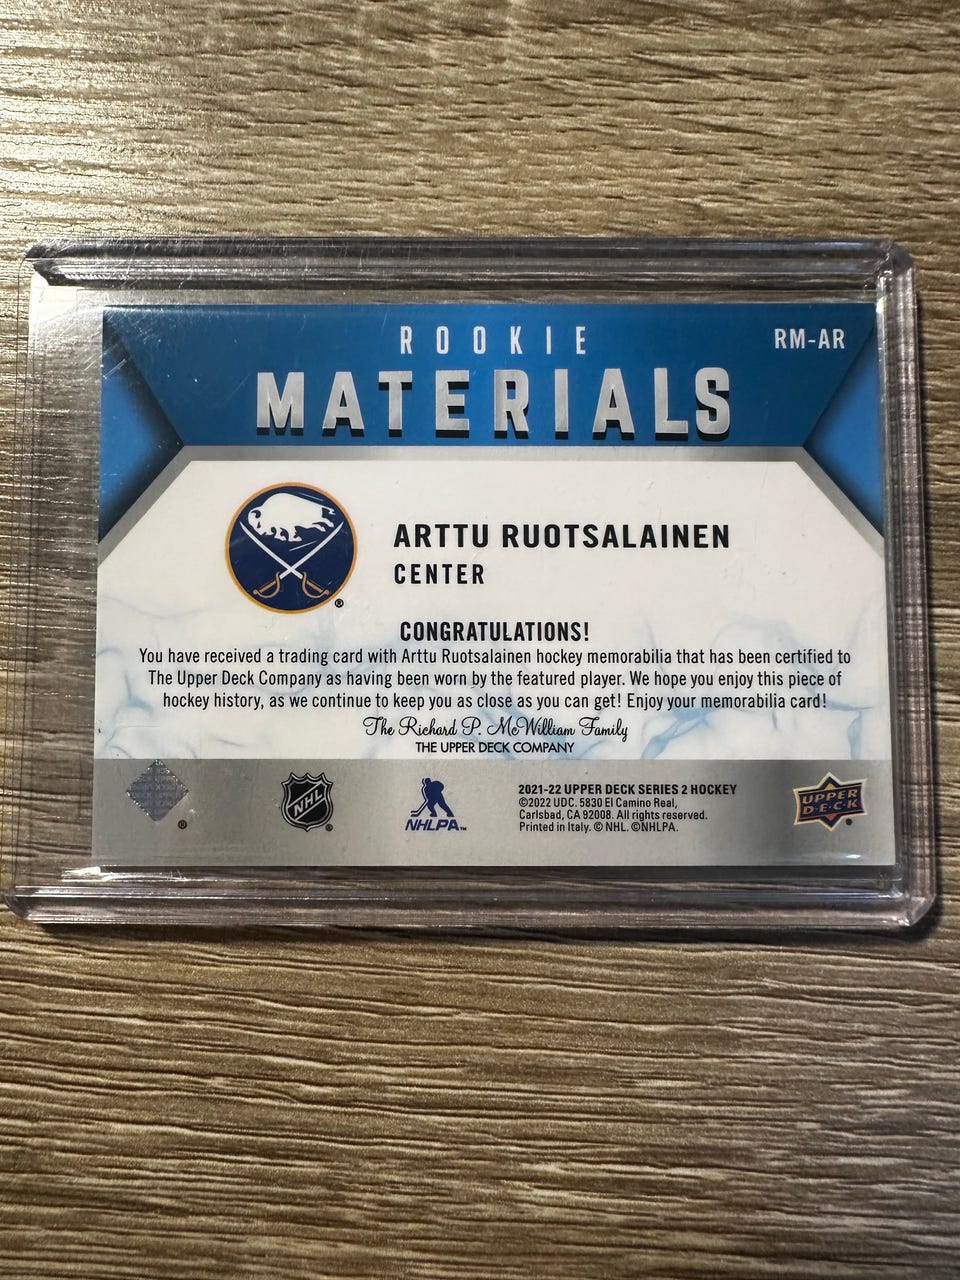 ROOKIE
RM-AR
MATERIALS
ARTTU RUOTSALAINEN
CENTER
®
CONGRATULATIONS!
You have received a trading card with Arttu Ruotsalainen hockey memorabilia that has been certified to
The Upper Deck Company as having been worn by the featured player. We hope you enjoy this piece of
hockey history, as we continue to keep you as close as you can get! Enjoy your memorabilia card!
The Richard P. McWilliam Family
THE UPPER DECK COMPANY
®
NHL
®
NHLPA™
2021-22 UPPER DECK SERIES 2 HOCKEY
©2022 UDC. 5830 El Camino Real,
Carlsbad, CA 92008. All rights reserved.
Printed in Italy. © NHL. ©NHLPA.
UPPER
D·E·C·K
®